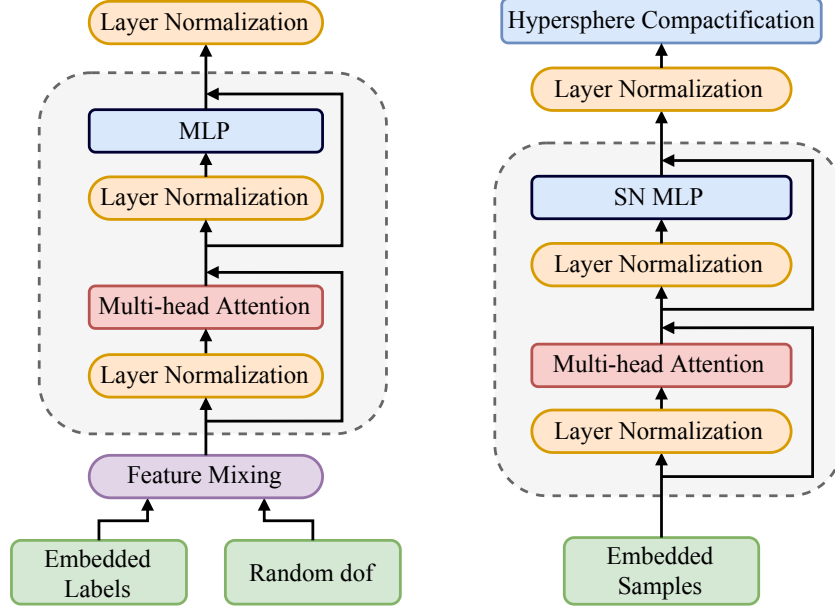 Layer Normalization
MLP
Layer Normalization
Multi-head Attention
Layer Normalization
Feature Mixing
Embedded
Labels
Random dof
Hypersphere Compactification
Layer Normalization
SN MLP
Layer Normalization
Multi-head Attention
Layer Normalization
Embedded
Samples